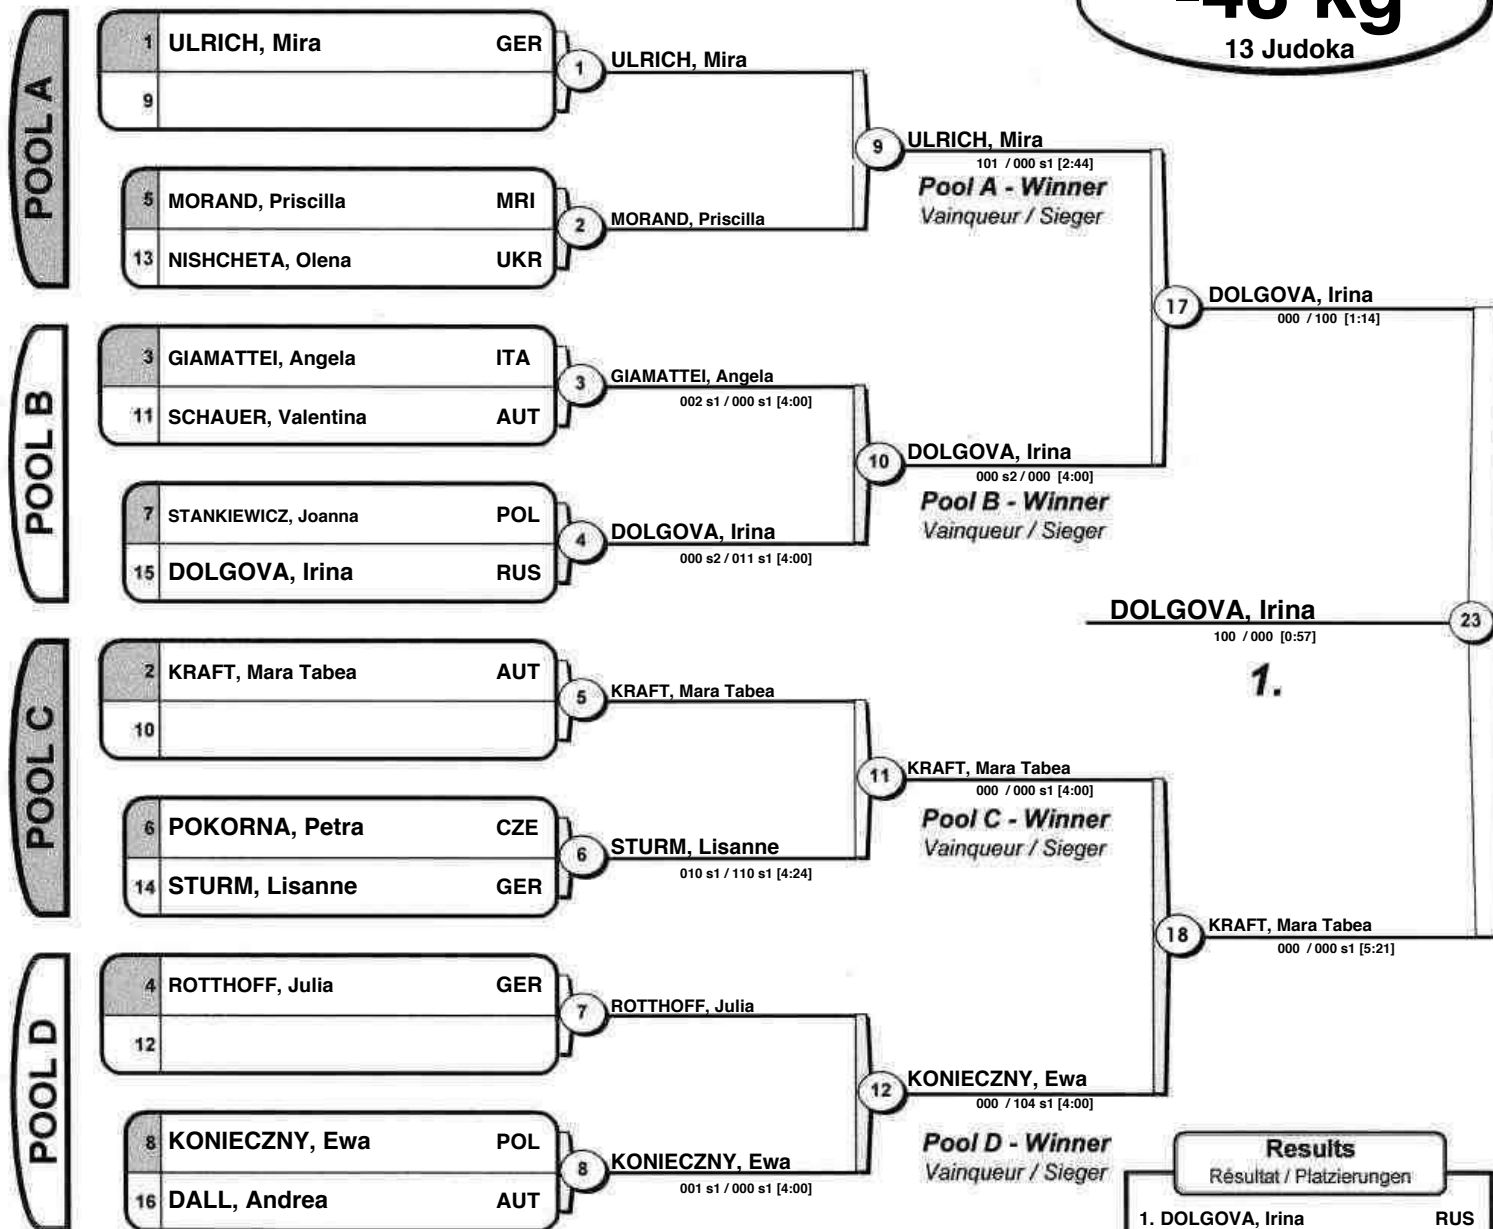 -48 kg
13 Judoka
POOL A
1 ULRICH, Mira GER
9
5 MORAND, Priscilla MRI
13 NISHCHETA, Olena UKR
1 ULRICH, Mira
2 MORAND, Priscilla
9 ULRICH, Mira
101 / 000 s1 [2:44]
Pool A - Winner
Vainqueur / Sieger
POOL B
3 GIAMATTEI, Angela ITA
11 SCHAUER, Valentina AUT
7 STANKIEWICZ, Joanna POL
15 DOLGOVA, Irina RUS
3 GIAMATTEI, Angela
002 s1 / 000 s1 [4:00]
4 DOLGOVA, Irina
000 s2 / 011 s1 [4:00]
10 DOLGOVA, Irina
000 s2 / 000 [4:00]
Pool B - Winner
Vainqueur / Sieger
17 DOLGOVA, Irina
000 / 100 [1:14]
DOLGOVA, Irina 23
100 / 000 [0:57]
1.
POOL C
2 KRAFT, Mara Tabea AUT
10
6 POKORNA, Petra CZE
14 STURM, Lisanne GER
5 KRAFT, Mara Tabea
6 STURM, Lisanne
010 s1 / 110 s1 [4:24]
11 KRAFT, Mara Tabea
000 / 000 s1 [4:00]
Pool C - Winner
Vainqueur / Sieger
18 KRAFT, Mara Tabea
000 / 000 s1 [5:21]
POOL D
4 ROTTHOFF, Julia GER
12
8 KONIECZNY, Ewa POL
16 DALL, Andrea AUT
7 ROTTHOFF, Julia
8 KONIECZNY, Ewa
001 s1 / 000 s1 [4:00]
12 KONIECZNY, Ewa
000 / 104 s1 [4:00]
Pool D - Winner
Vainqueur / Sieger
Results
Résultat / Platzierungen
1. DOLGOVA, Irina RUS